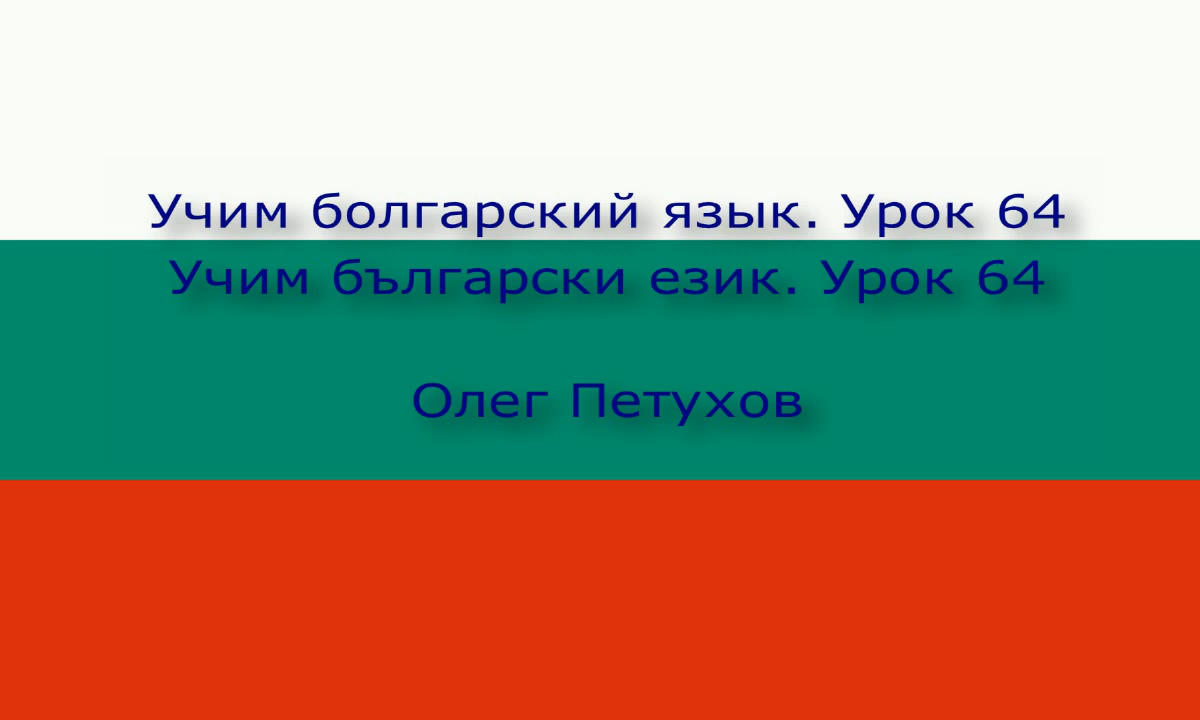 Учим болгарский язык. Урок 64
Учим български език. Урок 64
Олег Петухов